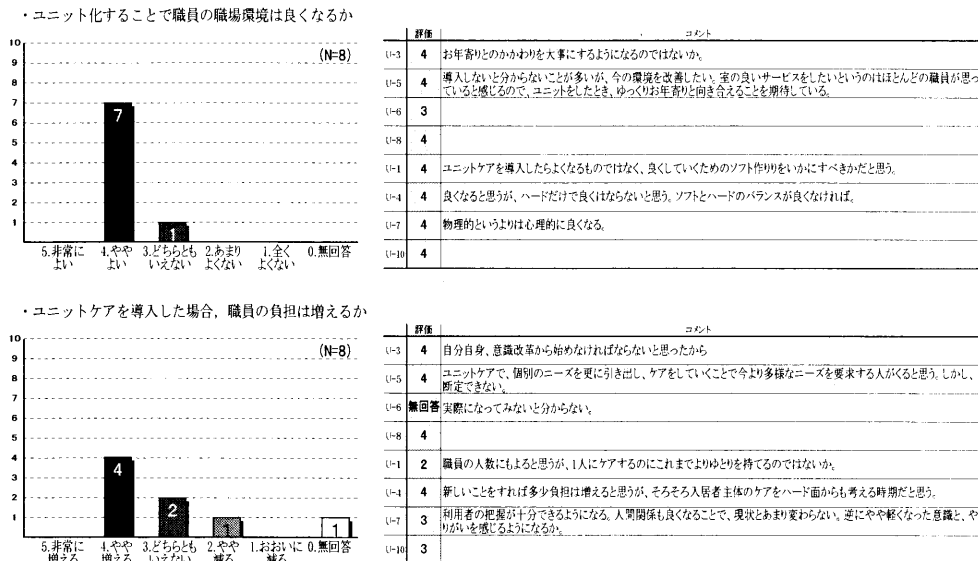 ・ユニット化することで職員の職場環境は良くなるか
10
9
8
7
6
5
4
3
2
1
(N=8)
7
1
5.非常に
よい
4.やや
よい
3.どちらとも
いえない
2.あまり
よくない
1.全く
よくない
0.無回答
評価 コメント
U-3 4 お年寄りとのかかわりを大事にするようになるのではないか。
U-5 4 導入しないと分からないことが多いが、今の環境を改善したい。室の良いサービスをしたいというのはほとんどの職員が思っ
ていると感じるので、ユニットをしたとき、ゆっくりお年寄りと向き合えることを期待している。
U-6 3
U-8 4
U-1 4 ユニットケアを導入したらよくなるものではなく、良くしていくためのソフト作りりをいかにすべきかだと思う。
U-4 4 良くなると思うが、ハードだけで良くはならないと思う。ソフトとハードのバランスが良くなければ。
U-7 4 物理的というよりは心理的に良くなる。
U-10 4
・ユニットケアを導入した場合，職員の負担は増えるか
10
9
8
7
6
5
4
3
2
1
(N=8)
4
2
1
1
5.非常に
増える
4.やや
増える
3.どちらとも
いえない
2.やや
減る
1.おおいに
減る
0.無回答
評価 コメント
U-3 4 自分自身、意識改革から始めなければならないと思ったから
U-5 4 ユニットケアで、個別のニーズを更に引き出し、ケアをしていくことで今より多様なニーズを要求する人がくると思う。しかし、
断定できない。
U-6 無回答 実際になってみないと分からない。
U-8 4
U-1 2 職員の人数にもよると思うが、1人にケアするのにこれまでよりゆとりを持てるのではないか。
U-4 4 新しいことをすれば多少負担は増えると思うが、そろそろ入居者主体のケアをハード面からも考える時期だと思う。
U-7 3 利用者の把握が十分できるようになる。人間関係も良くなることで、現状とあまり変わらない。逆にやや軽くなった意識と、や
りがいを感じるようになるか。
U-10 3